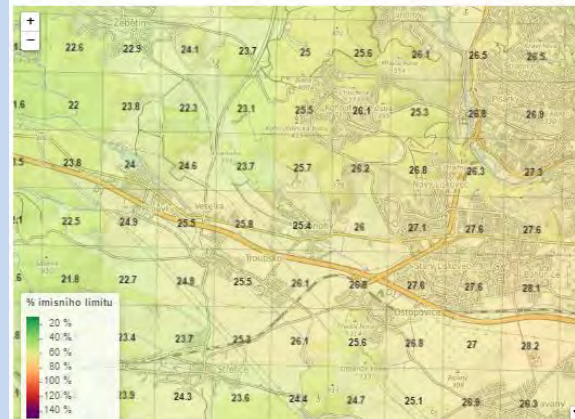 +
−
Žebětín
22.6 22.9 24.1 23.7 25 25.6 26.1 26.5 26.5
Pisárky
22 23.8 22.3 23.1 25.5 26.1 25.3 26.8 26.9
23.8 24 24.6 23.7 25.7 26.2 26.8 26.3 27.3
Nový Lískovec
Veselka
22.5 24.9 25.5 25.8 25.4 26 27.1 27.6 27.6
Troubsko
Starý Lískovec
21.8 22.7 24.8 25.5 26.1 26.8 27.6 27.6 28.1
% imisního limitu
Ostopovice
20 %
40 %
60 %
80 %
100 %
120 %
140 %
23.4 23.7 25.3 26.1 25.6 26.8 27 28.2
Střelice
23.9 24.3 23.6 24.4 24.7 25.1 26.9 26.3